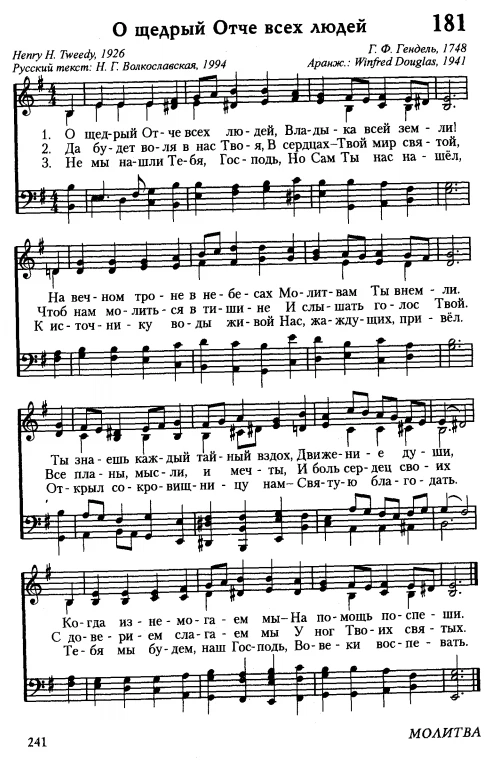 О щедрый Отче всех людей 181
Henry H. Tweedy, 1926
Русский текст: Н. Г. Волкославская, 1994
Г. Ф. Гендель, 1748
Аранж.: Winfred Douglas, 1941
1. О щед-рый От-че всех лю-дей, Вла-ды-ка всей зем-ли!
2. Да бу-дет во-ля в нас Тво-я, В сердцах–Твой мир свя-той,
3. Не мы на-шли Те-бя, Гос-подь, Но Сам Ты нас на-шёл,
На веч-ном тро-не в не-бе-сах Мо-лит-вам Ты внем-ли.
Чтоб нам мо-лить-ся в ти-ши-не И слы-шать го-лос Твой.
К ис-точ-ни-ку во-ды жи-вой Нас, жа-жду-щих, при-вёл.
Ты зна-ешь каж-дый тай-ный вздох, Движе-ни-е ду-ши,
Все пла-ны, мыс-ли, и меч-ты, И боль сер-дец сво-их
От-крыл со-кро-вищ-ни-цу нам–Свя-ту-ю бла-го-дать.
Ко-гда из-не-мо-га-ем мы–На по-мощь по-спе-ши.
С до-ве-ри-ем сла-га-ем мы У ног Тво-их свя-тых.
Те-бя мы бу-дем, наш Гос-подь, Во-ве-ки вос-пе-вать.
241
МОЛИТВА